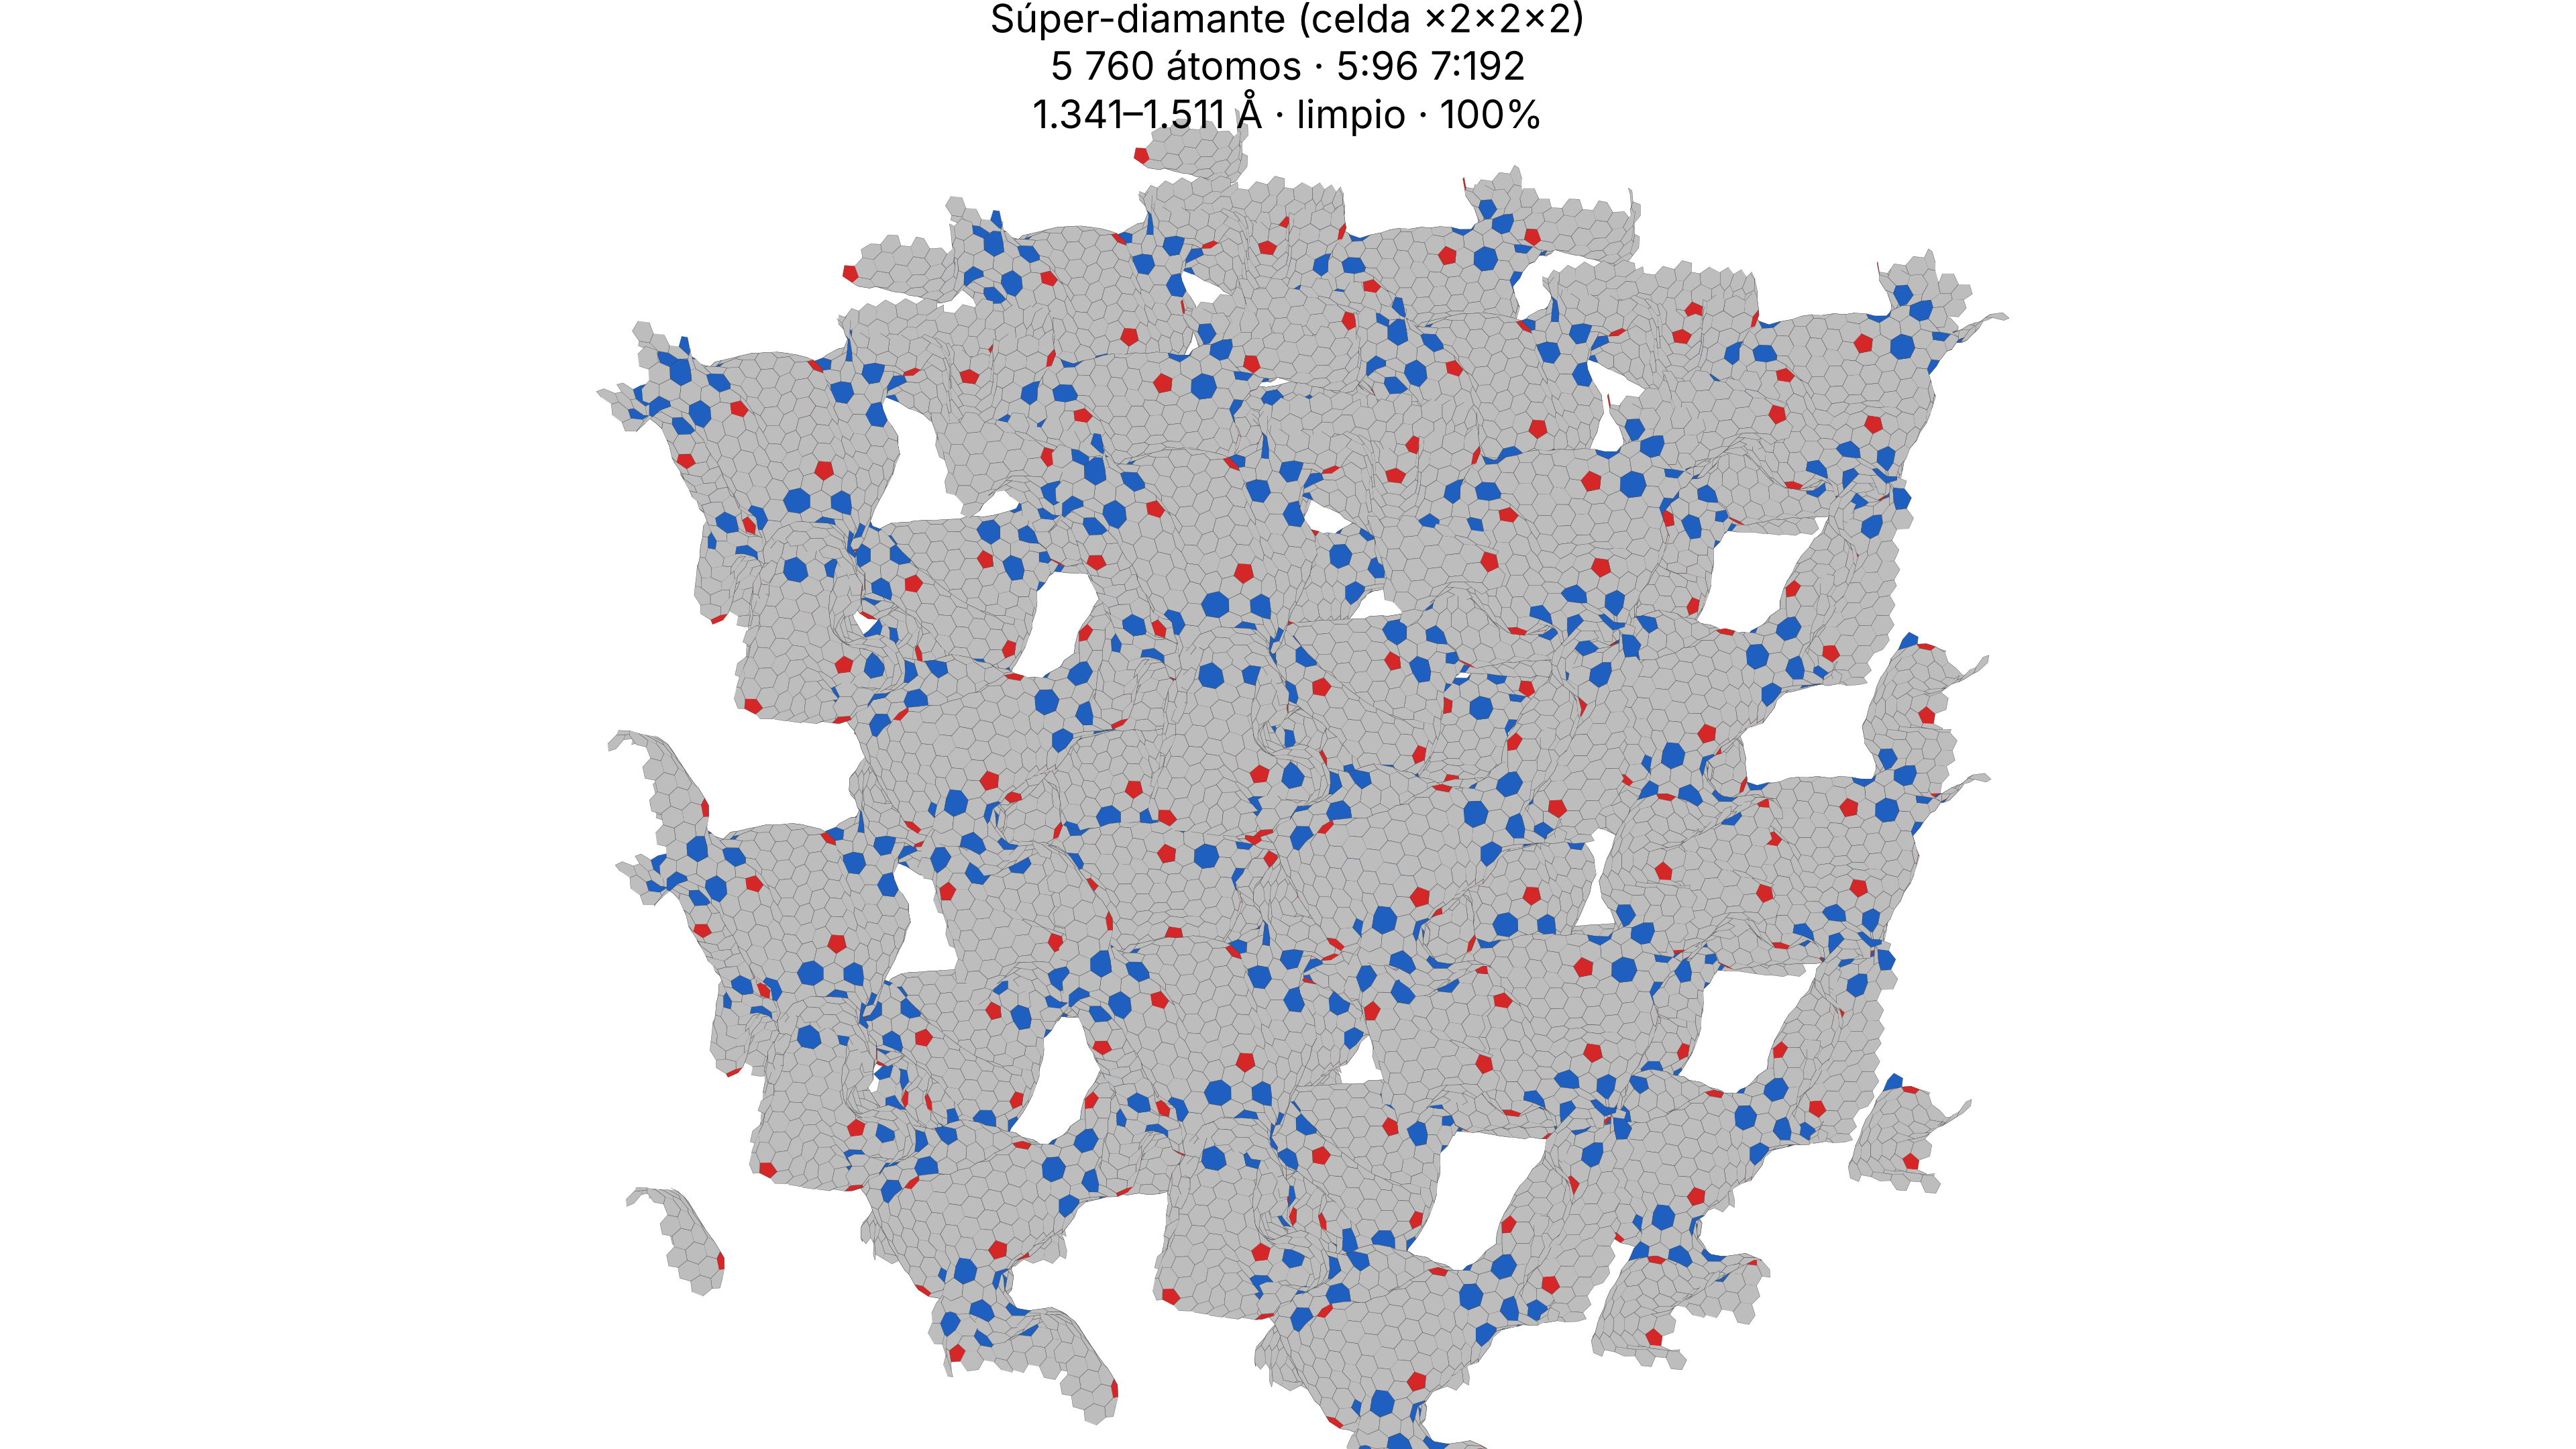 Súper-diamante (celda ×2×2×2)
5 760 átomos · 5:96 7:192
1.341–1.511 Å · limpio · 100%